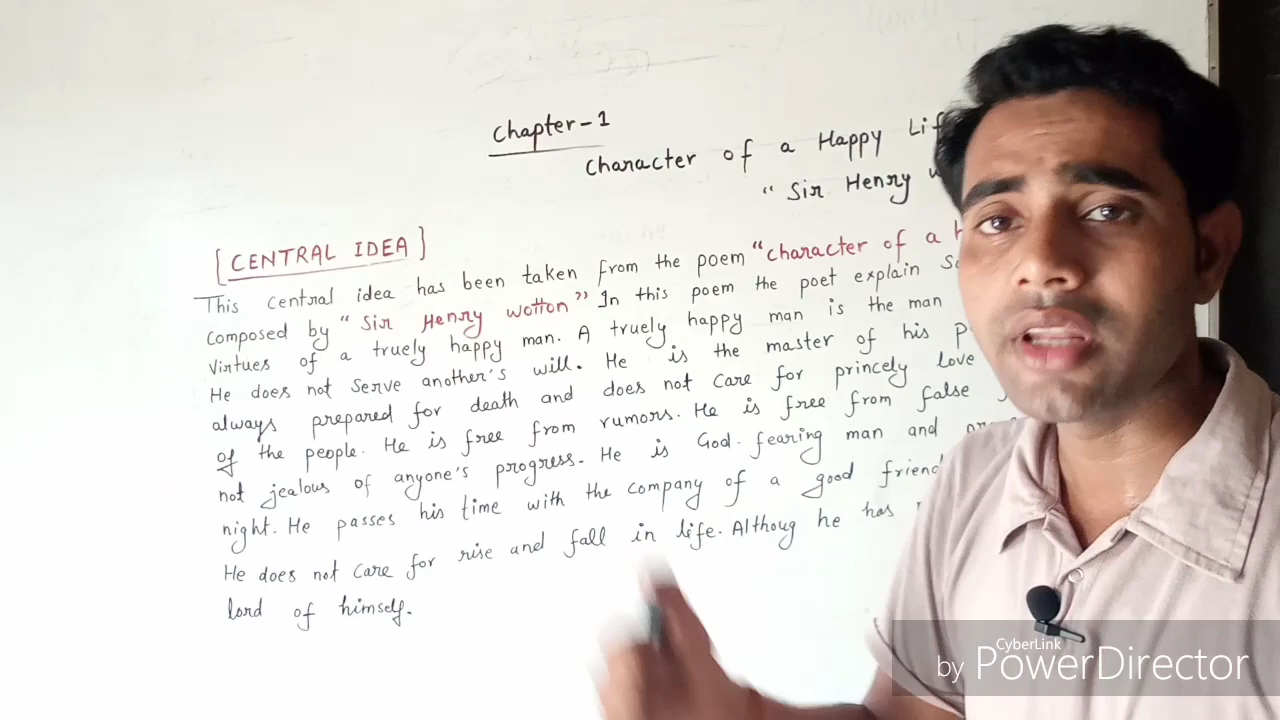 Chapter-1
Character of a Happy Lif
" Sir Henry w
[CENTRAL IDEA]
This central idea has been taken from the poem "character of a H
composed by " Sir Henry wotton " In this poem the poet explain
virtues of a truely happy man. A truely happy man is the man
He does not serve another's will. He is the master of his
always prepared for death and does not care for princely love
of the people. He is free from rumors. He is free from false
not jealous of anyone's progress. He is God-fearing man and
night. He passes his time with the company of a good friend
He does not care for rise and fall in life. Althoug he has
lord of himself.
CyberLink
by PowerDirector